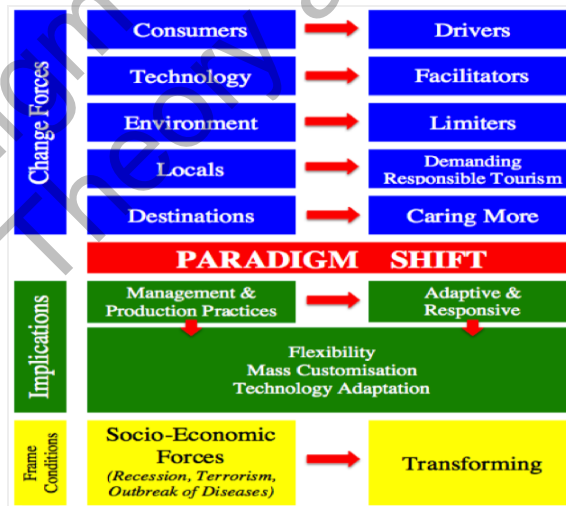 Change Forces
Consumers
Drivers
Technology
Facilitators
Environment
Limiters
Locals
Demanding
Responsible Tourism
Destinations
Caring More
PARADIGM SHIFT
Implications
Management &
Production Practices
Adaptive &
Responsive
Flexibility
Mass Customisation
Technology Adaptation
Frame
Conditions
Socio-Economic
Forces
(Recession, Terrorism,
Outbreak of Diseases)
Transforming
Theory